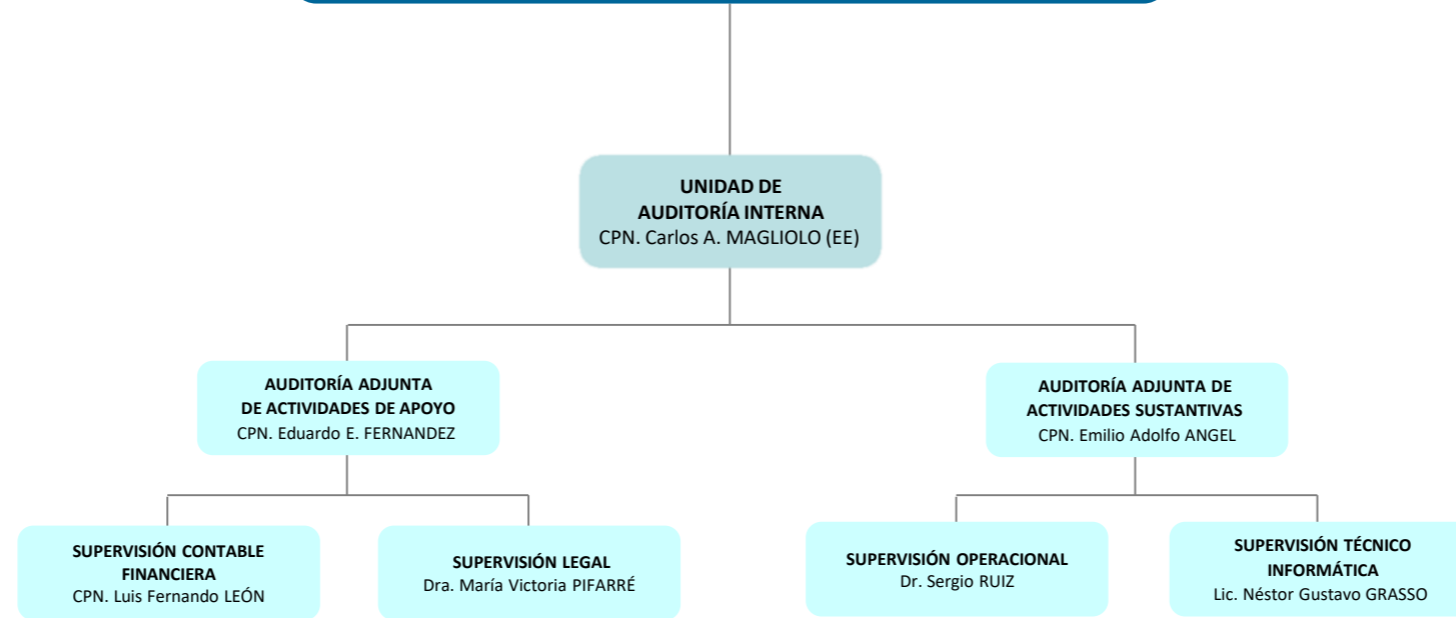 UNIDAD DE
AUDITORÍA INTERNA
CPN. Carlos A. MAGLIOLO (EE)
AUDITORÍA ADJUNTA
DE ACTIVIDADES DE APOYO
CPN. Eduardo E. FERNANDEZ
AUDITORÍA ADJUNTA DE
ACTIVIDADES SUSTANTIVAS
CPN. Emilio Adolfo ANGEL
SUPERVISIÓN CONTABLE
FINANCIERA
CPN. Luis Fernando LEÓN
SUPERVISIÓN LEGAL
Dra. María Victoria PIFARRÉ
SUPERVISIÓN OPERACIONAL
Dr. Sergio RUIZ
SUPERVISIÓN TÉCNICO
INFORMÁTICA
Lic. Néstor Gustavo GRASSO